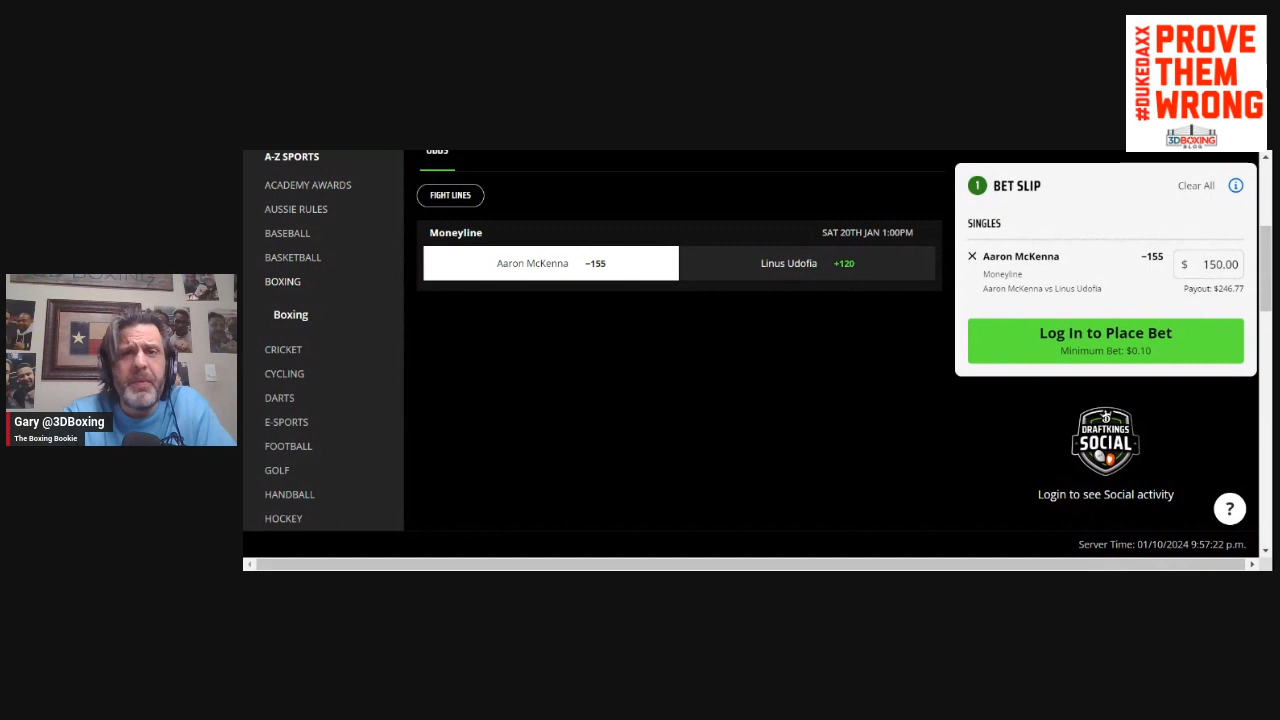 #DUKEDAXX
PROVE
THEM
WRONG
3DBOXING
BLOG
A-Z SPORTS
ACADEMY AWARDS
AUSSIE RULES
BASEBALL
BASKETBALL
BOXING
Boxing
CRICKET
CYCLING
DARTS
E-SPORTS
FOOTBALL
GOLF
HANDBALL
HOCKEY
ODDS
FIGHT LINES
Moneyline SAT 20TH JAN 1:00PM
Aaron McKenna −155 Linus Udofia +120
1 BET SLIP Clear All i
SINGLES
Aaron McKenna −155 $ 150.00
Moneyline
Aaron McKenna vs Linus Udofia Payout: $246.77
Log In to Place Bet
Minimum Bet: $0.10
DRAFTKINGS
SOCIAL
Login to see Social activity
?
Server Time: 01/10/2024 9:57:22 p.m.
Gary @3DBoxing
The Boxing Bookie